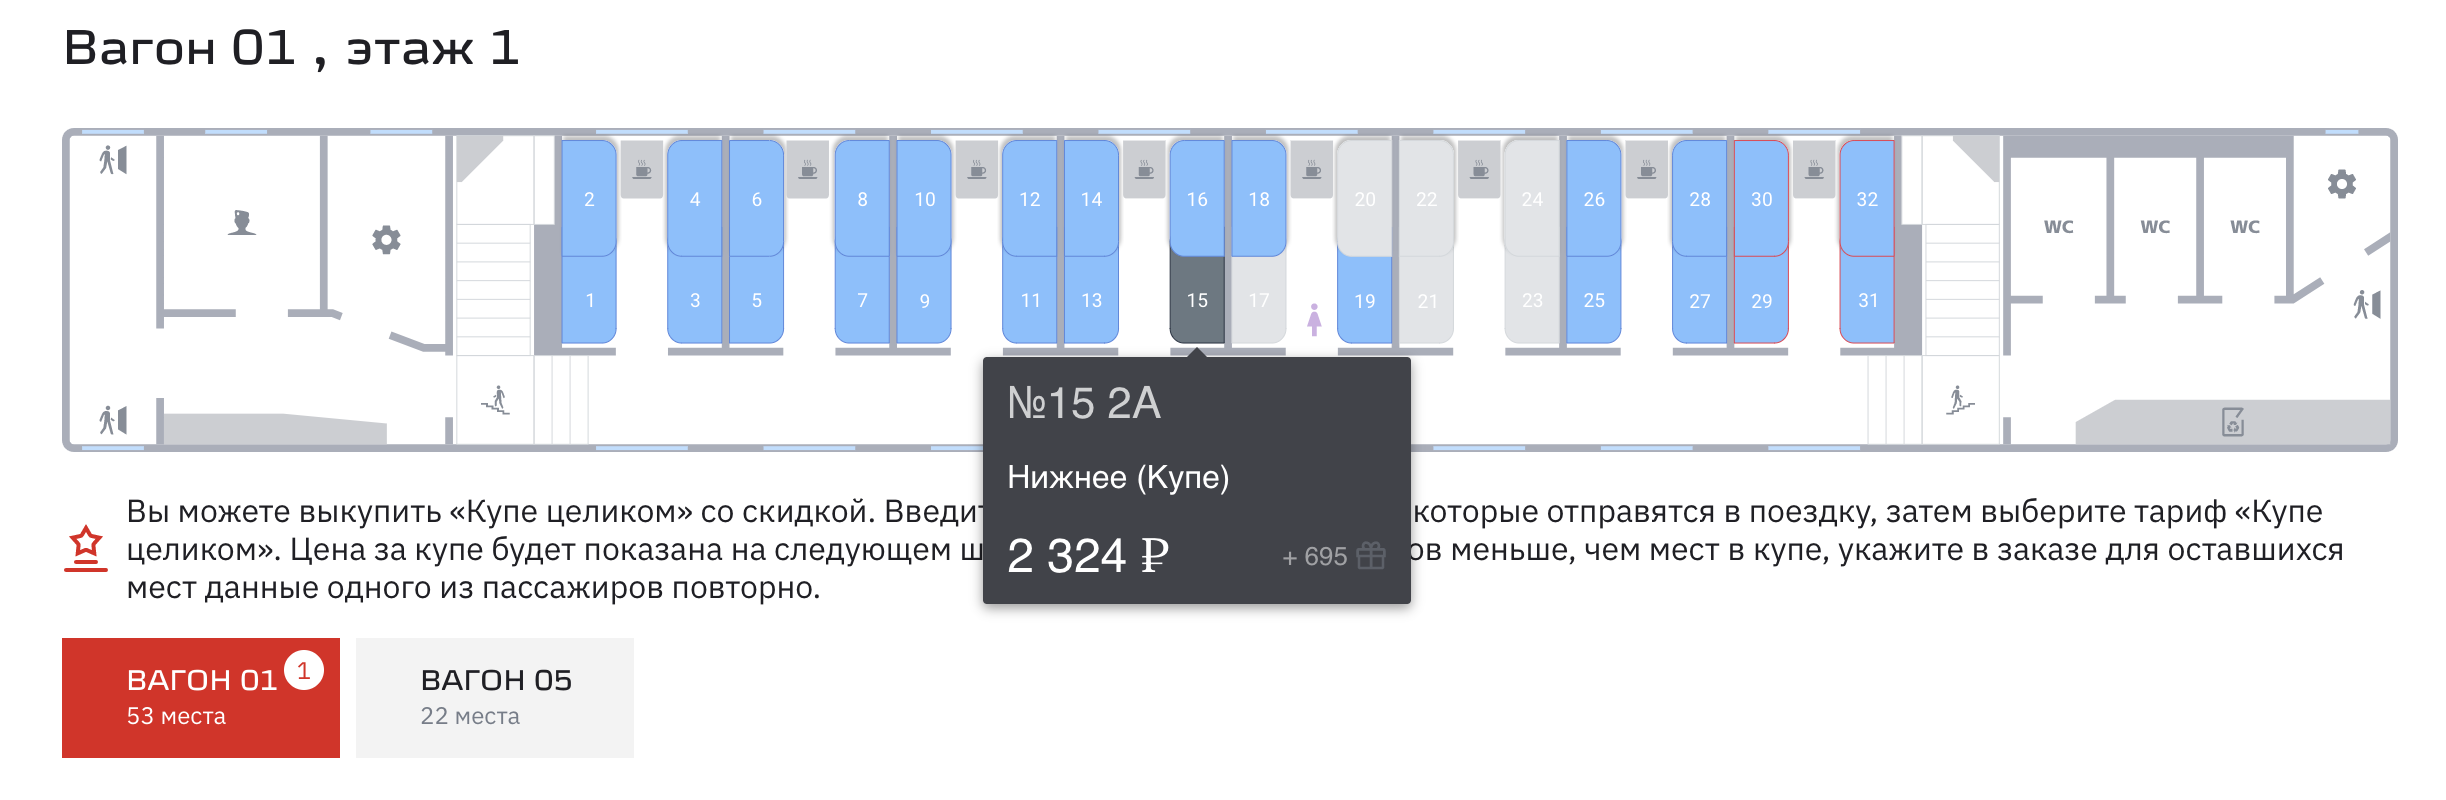 Вагон 01 , этаж 1
2 4 6 8 10 12 14 16 18 20 22 24 26 28 30 32
WC WC WC
1 3 5 7 9 11 13 15 17 19 21 23 25 27 29 31
№15 2А
Нижнее (Купе)
2 324 ₽ + 695
Вы можете выкупить «Купе целиком» со скидкой. которые отправятся в поездку, затем выберите тариф «Купе
целиком». Цена за купе будет показана на следующем меньше, чем мест в купе, укажите в заказе для оставшихся
мест данные одного из пассажиров повторно.
ВАГОН 01 1
53 места
ВАГОН 05
22 места